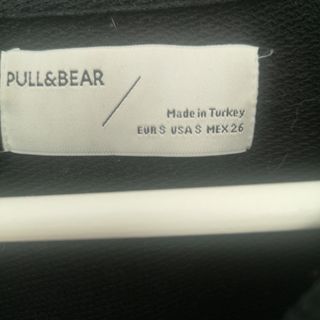 PULL&BEAR
Made in Turkey
EUR S USA S MEX 26